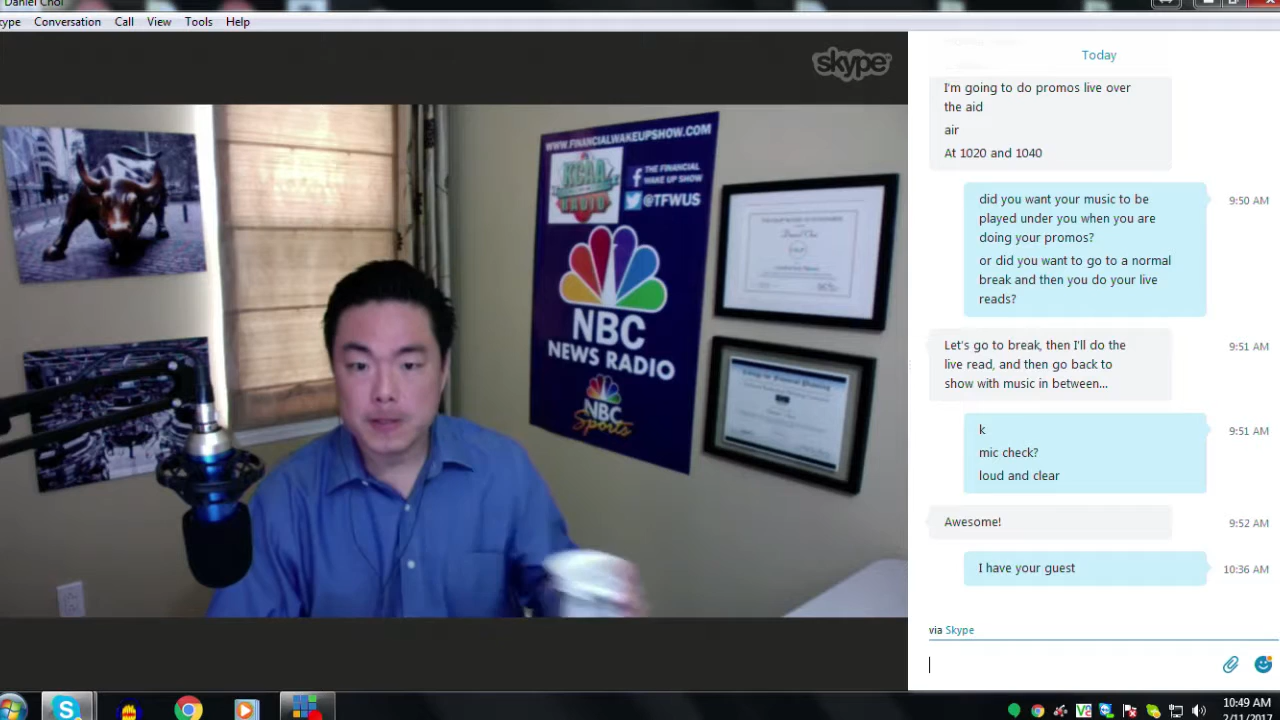 Daniel Choi
Conversation Call View Tools Help
skype
Today
I'm going to do promos live over
the aid
air
At 1020 and 1040
did you want your music to be
played under you when you are
doing your promos?
9:50 AM
or did you want to go to a normal
break and then you do your live
reads?
Let's go to break, then I'll do the
live read, and then go back to
show with music in between...
9:51 AM
k
9:51 AM
mic check?
loud and clear
Awesome!
9:52 AM
I have your guest
10:36 AM
via Skype
10:49 AM
WWW.FINANCIALWAKEUPSHOW.COM
KCAA
RADIO
THE FINANCIAL
WAKE UP SHOW
@TFWUS
NBC
NEWS RADIO
NBC
Sports